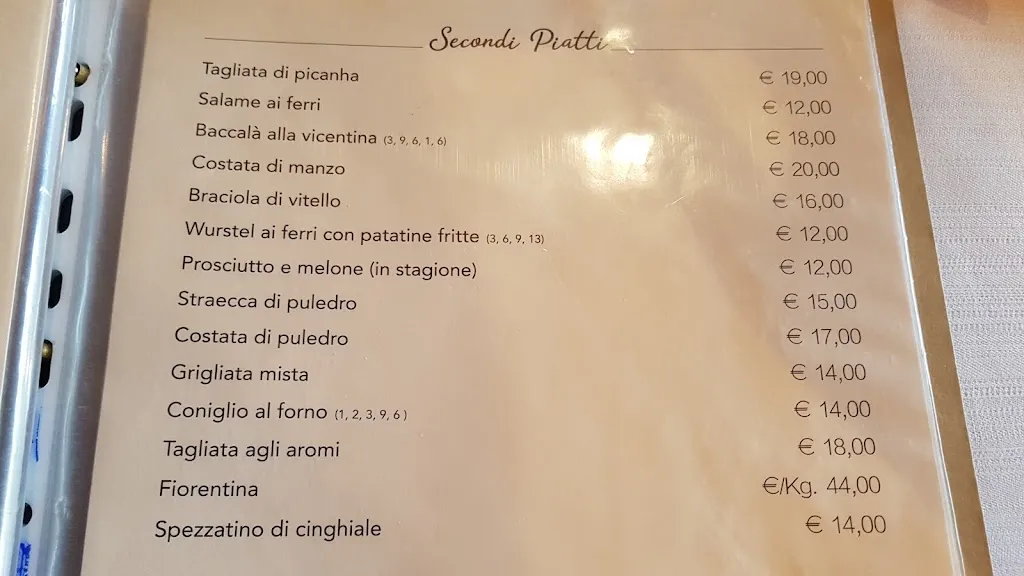 Secondi Piatti
Tagliata di picanha € 19,00
Salame ai ferri € 12,00
Baccalà alla vicentina (3, 9, 6, 1, 6) € 18,00
Costata di manzo € 20,00
Braciola di vitello € 16,00
Wurstel ai ferri con patatine fritte (3, 6, 9, 13) € 12,00
Prosciutto e melone (in stagione) € 12,00
Straecca di puledro € 15,00
Costata di puledro € 17,00
Grigliata mista € 14,00
Coniglio al forno (1, 2, 3, 9, 6 ) € 14,00
Tagliata agli aromi € 18,00
Fiorentina €/Kg. 44,00
Spezzatino di cinghiale € 14,00